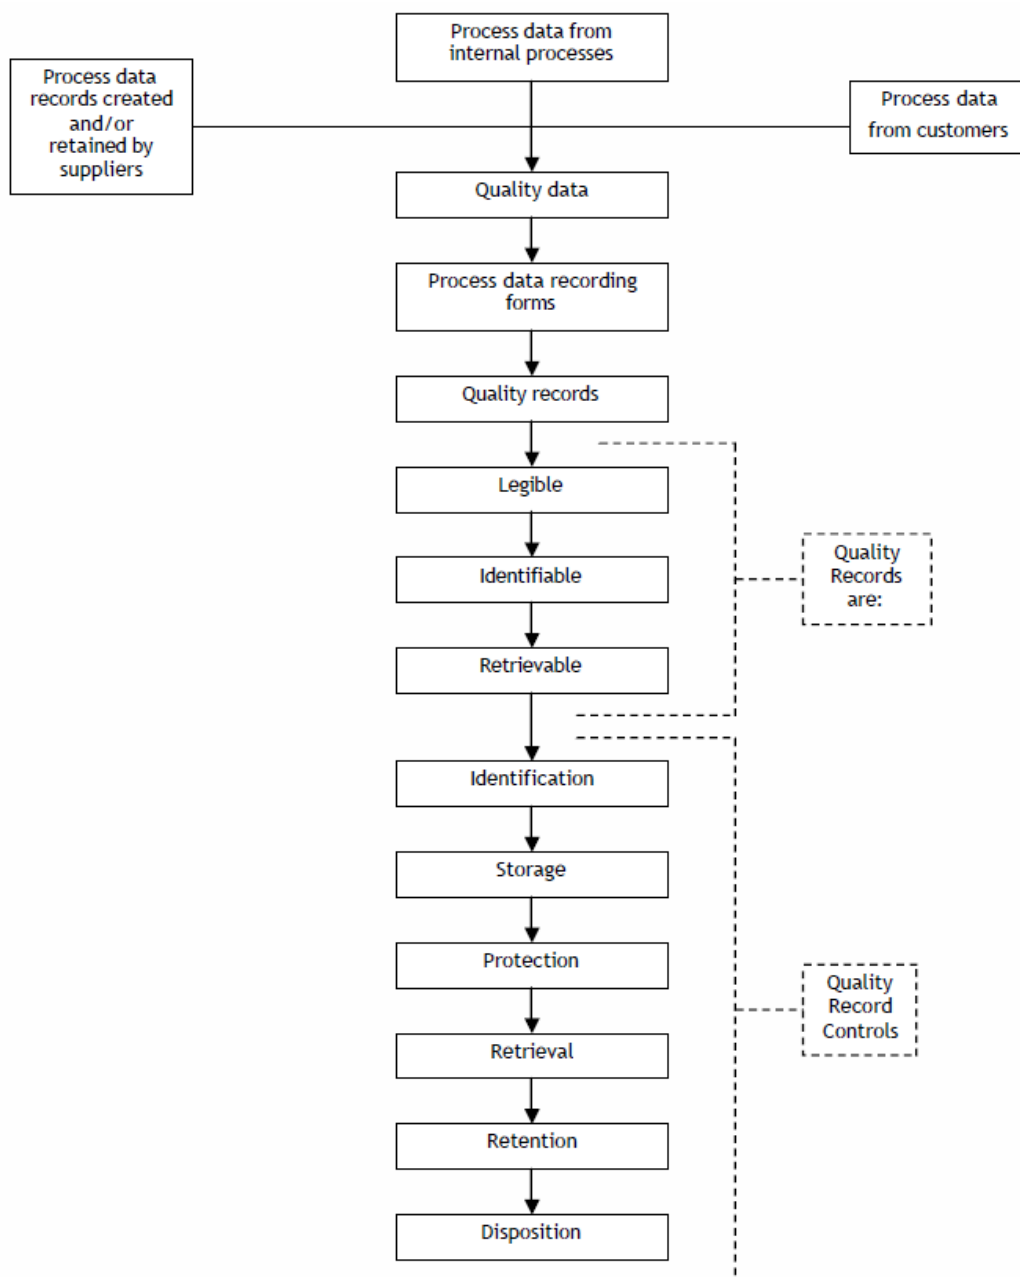 Process data from
internal processes
Process data
records created
and/or
retained by
suppliers
Process data
from customers
Quality data
Process data recording
forms
Quality records
Legible
Identifiable
Retrievable
Quality
Records
are:
Identification
Storage
Protection
Retrieval
Retention
Disposition
Quality
Record
Controls